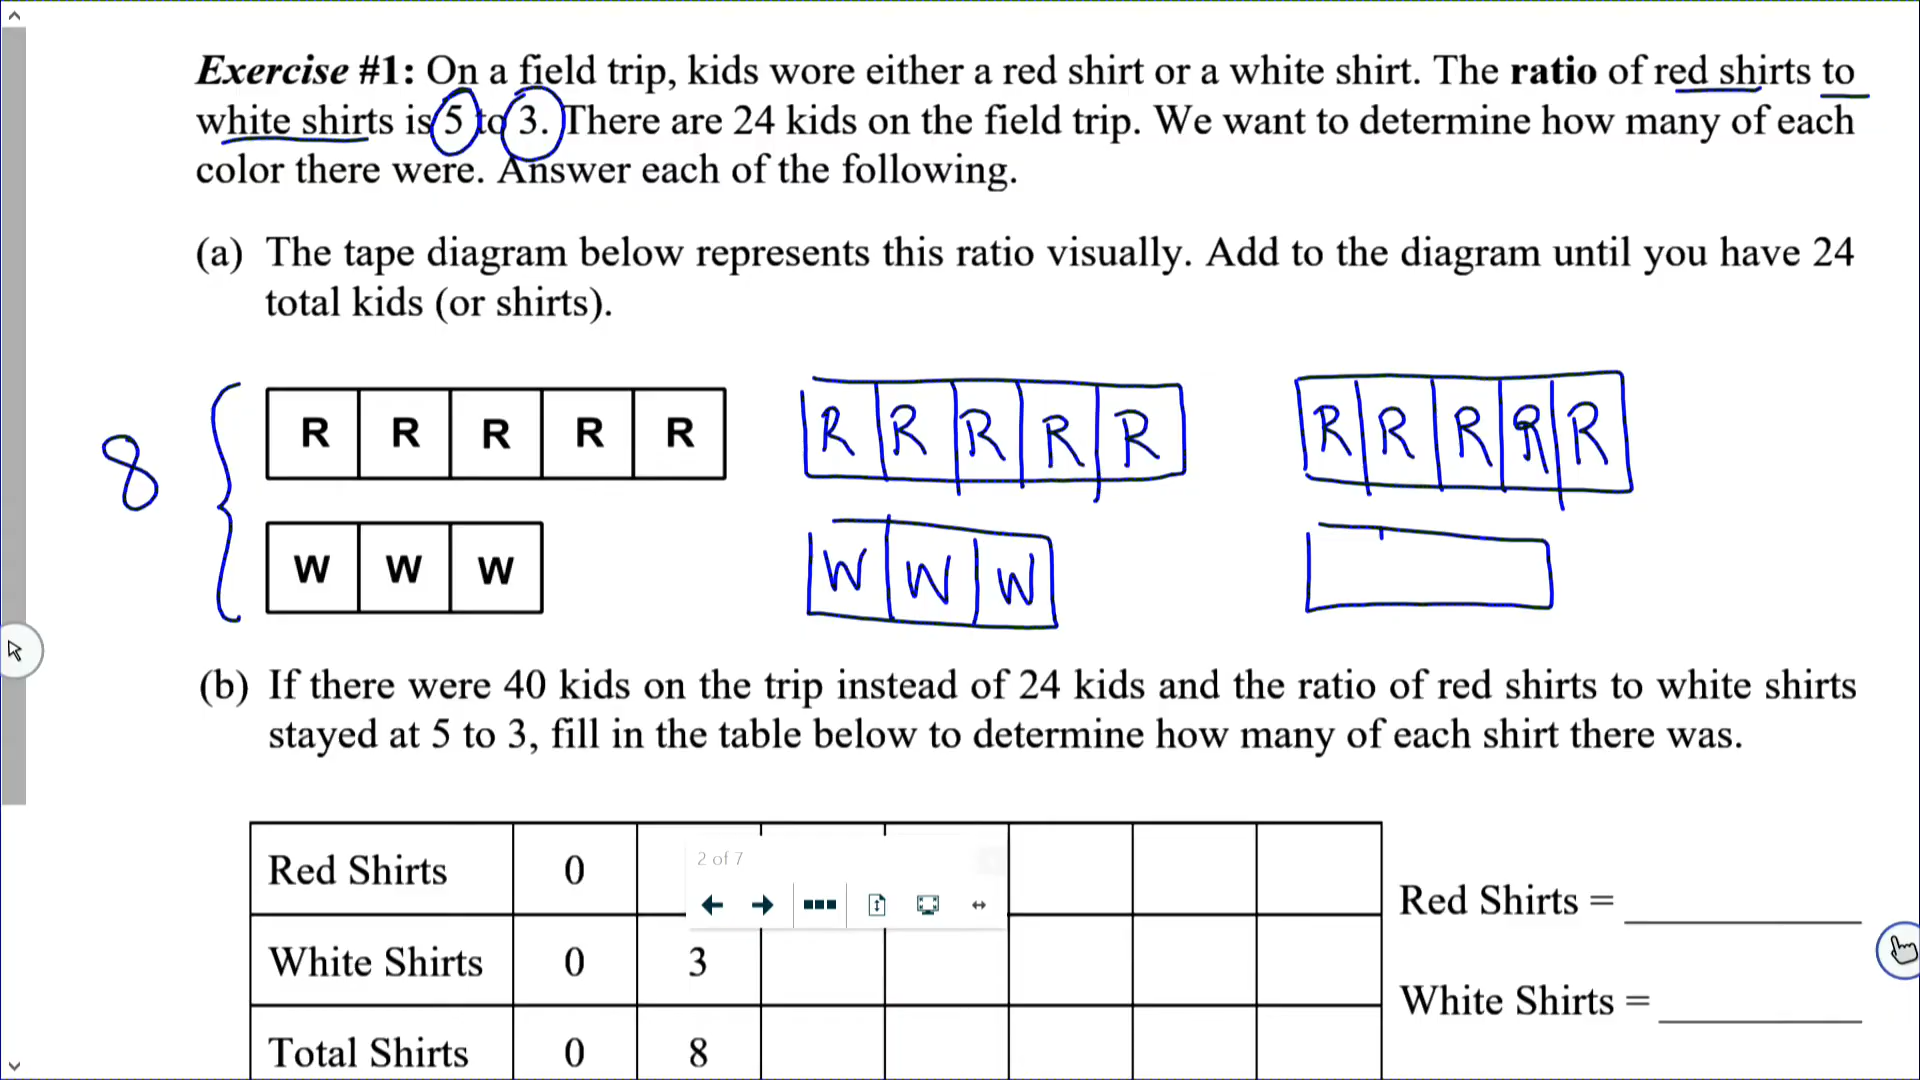 Exercise #1: On a field trip, kids wore either a red shirt or a white shirt. The ratio of red shirts to
white shirts is 5 to 3. There are 24 kids on the field trip. We want to determine how many of each
color there were. Answer each of the following.
(a) The tape diagram below represents this ratio visually. Add to the diagram until you have 24
total kids (or shirts).
8 R R R R R R R R R R R R R R R
W W W W W W
(b) If there were 40 kids on the trip instead of 24 kids and the ratio of red shirts to white shirts
stayed at 5 to 3, fill in the table below to determine how many of each shirt there was.
2 of 7
Red Shirts 0
Red Shirts =
White Shirts 0 3
White Shirts =
Total Shirts 0 8